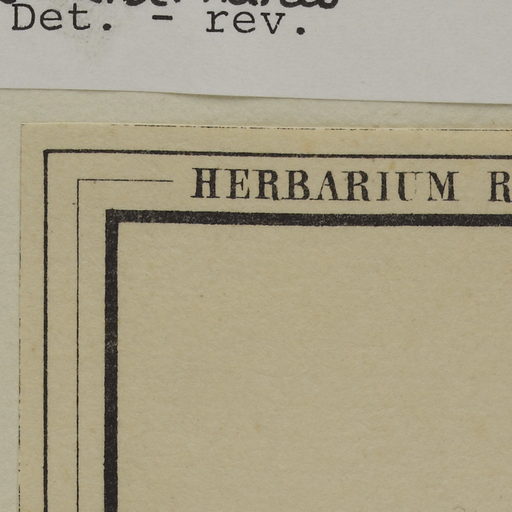 Det. - rev.
HERBARIUM R